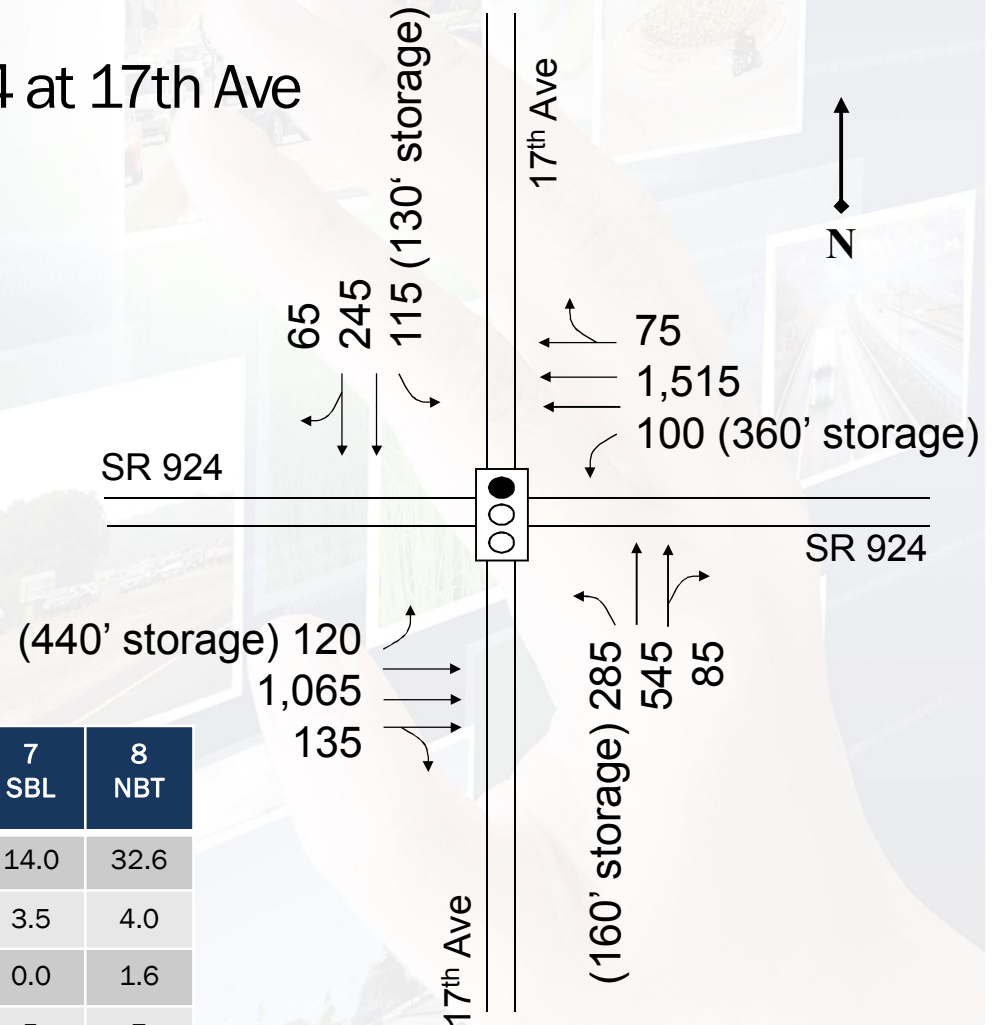 4 at 17th Ave
17th Ave
N
65
245
115 (130‘ storage)
75
1,515
100 (360’ storage)
SR 924
SR 924
(440’ storage) 120
1,065
135
(160’ storage) 285
545
85
17th Ave
7 8
SBL NBT
14.0 32.6
3.5 4.0
0.0 1.6